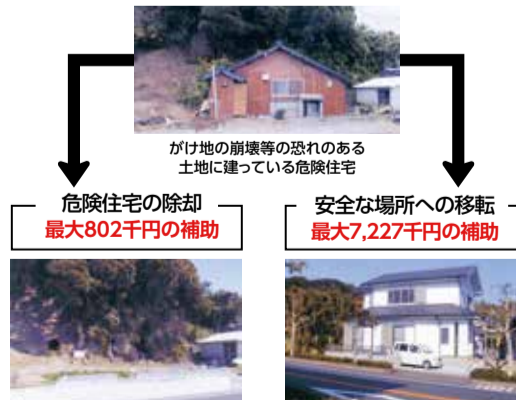 がけ地の崩壊等の恐れのある
土地に建っている危険住宅
危険住宅の除却
最大802千円の補助
安全な場所への移転
最大7,227千円の補助